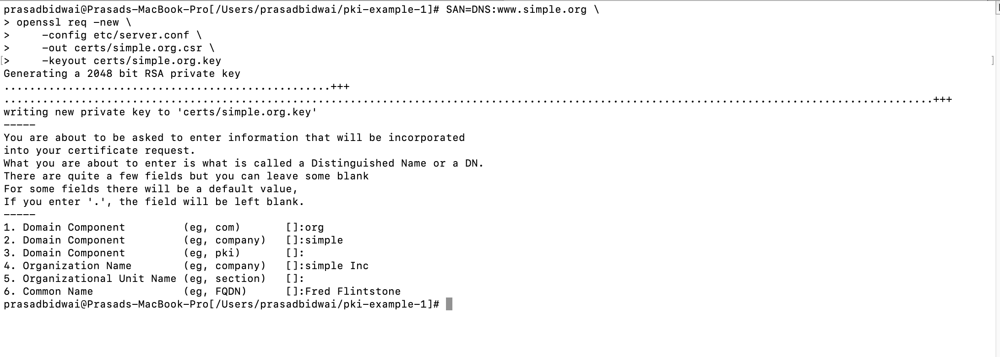 prasadbidwai@Prasads-MacBook-Pro[/Users/prasadbidwai/pki-example-1]# SAN=DNS:www.simple.org \
> openssl req -new \
>     -config etc/server.conf \
>     -out certs/simple.org.csr \
[>     -keyout certs/simple.org.key ]
Generating a 2048 bit RSA private key
...................................................+++
.................................................................................................................................................+++
writing new private key to 'certs/simple.org.key'
-----
You are about to be asked to enter information that will be incorporated
into your certificate request.
What you are about to enter is what is called a Distinguished Name or a DN.
There are quite a few fields but you can leave some blank
For some fields there will be a default value,
If you enter '.', the field will be left blank.
-----
1. Domain Component         (eg, com)       []:org
2. Domain Component         (eg, company)   []:simple
3. Domain Component         (eg, pki)       []:
4. Organization Name        (eg, company)   []:simple Inc
5. Organizational Unit Name (eg, section)   []:
6. Common Name              (eg, FQDN)      []:Fred Flintstone
prasadbidwai@Prasads-MacBook-Pro[/Users/prasadbidwai/pki-example-1]#